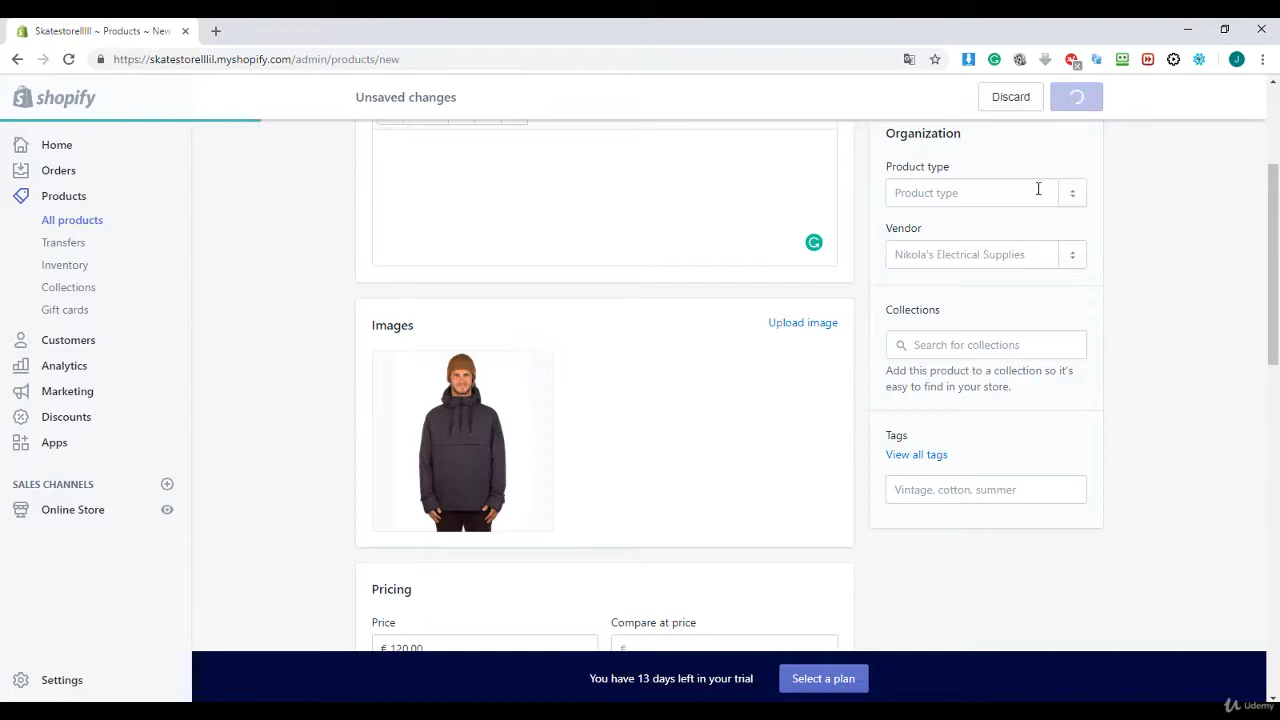 Skatestorelllll ~ Products ~ New
https://skatestorelllil.myshopify.com/admin/products/new
J
shopify
Unsaved changes
Discard
Home
Orders
Products
All products
Transfers
Inventory
Collections
Gift cards
Customers
Analytics
Marketing
Discounts
Apps
SALES CHANNELS
Online Store
Settings
Images
Upload image
Pricing
Price
Compare at price
€ 120.00
€
Organization
Product type
Product type
Vendor
Nikola's Electrical Supplies
Collections
Search for collections
Add this product to a collection so it's
easy to find in your store.
Tags
View all tags
Vintage, cotton, summer
You have 13 days left in your trial
Select a plan
Udemy